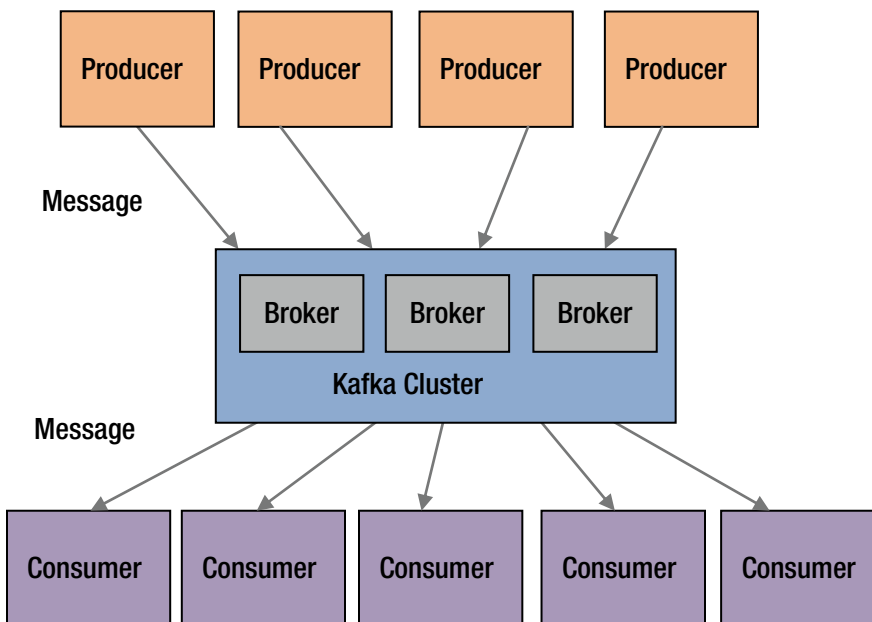 Producer
Producer
Producer
Producer
Message
Broker
Broker
Broker
Kafka Cluster
Message
Consumer
Consumer
Consumer
Consumer
Consumer